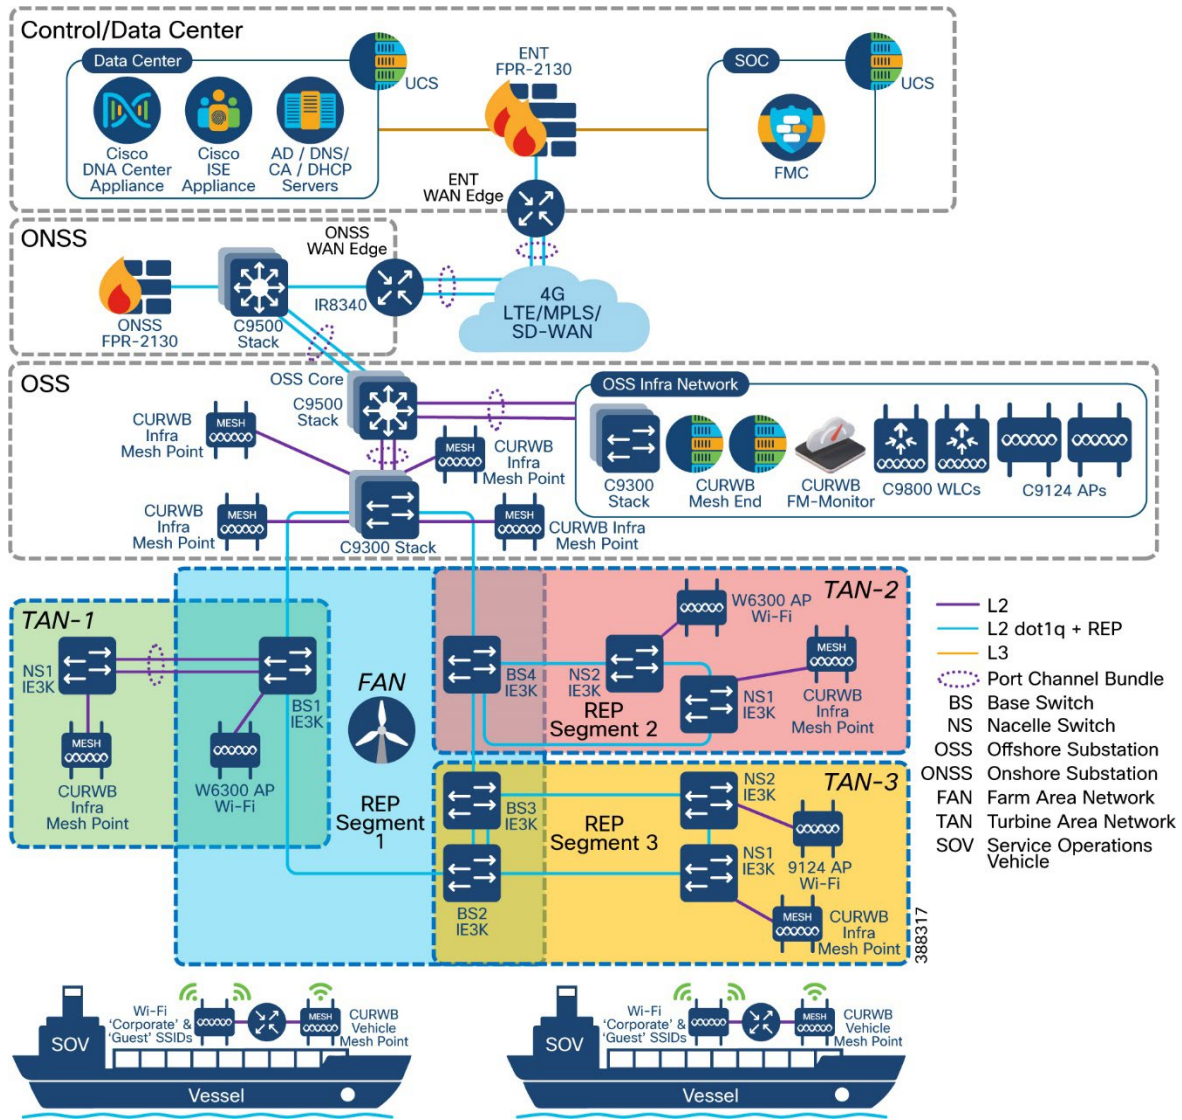 Control/Data Center
Data Center
UCS
Cisco
DNA Center
Appliance
Cisco
ISE
Appliance
AD / DNS/
CA / DHCP
Servers
ENT
FPR-2130
SOC
UCS
FMC
ENT
WAN Edge
ONSS
ONSS
WAN Edge
ONSS
FPR-2130
C9500
Stack
IR8340
4G
LTE/MPLS/
SD-WAN
OSS
OSS Core
C9500
Stack
CURWB
Infra
Mesh Point
MESH
MESH
CURWB
Infra
Mesh Point
CURWB
Infra
Mesh Point
MESH
C9300 Stack
MESH
CURWB Infra
Mesh Point
OSS Infra Network
C9300
Stack
CURWB
Mesh End
CURWB
FM-Monitor
C9800 WLCs
C9124 APs
TAN-1
NS1
IE3K
BS1
IE3K
MESH
CURWB
Infra
Mesh Point
W6300 AP
Wi-Fi
FAN
REP
Segment
1
TAN-2
W6300 AP
Wi-Fi
BS4
IE3K
NS2
IE3K
REP
Segment 2
NS1
IE3K
MESH
CURWB
Infra
Mesh Point
TAN-3
BS3
IE3K
NS2
IE3K
REP
Segment 3
BS2
IE3K
NS1
IE3K
9124 AP
Wi-Fi
MESH
CURWB
Infra
Mesh Point
L2
L2 dot1q + REP
L3
Port Channel Bundle
BS Base Switch
NS Nacelle Switch
OSS Offshore Substation
ONSS Onshore Substation
FAN Farm Area Network
TAN Turbine Area Network
SOV Service Operations
Vehicle
388317
SOV
Wi-Fi
'Corporate' &
'Guest' SSIDs
MESH
CURWB
Vehicle
Mesh Point
Vessel
SOV
Wi-Fi
'Corporate' &
'Guest' SSIDs
MESH
CURWB
Vehicle
Mesh Point
Vessel